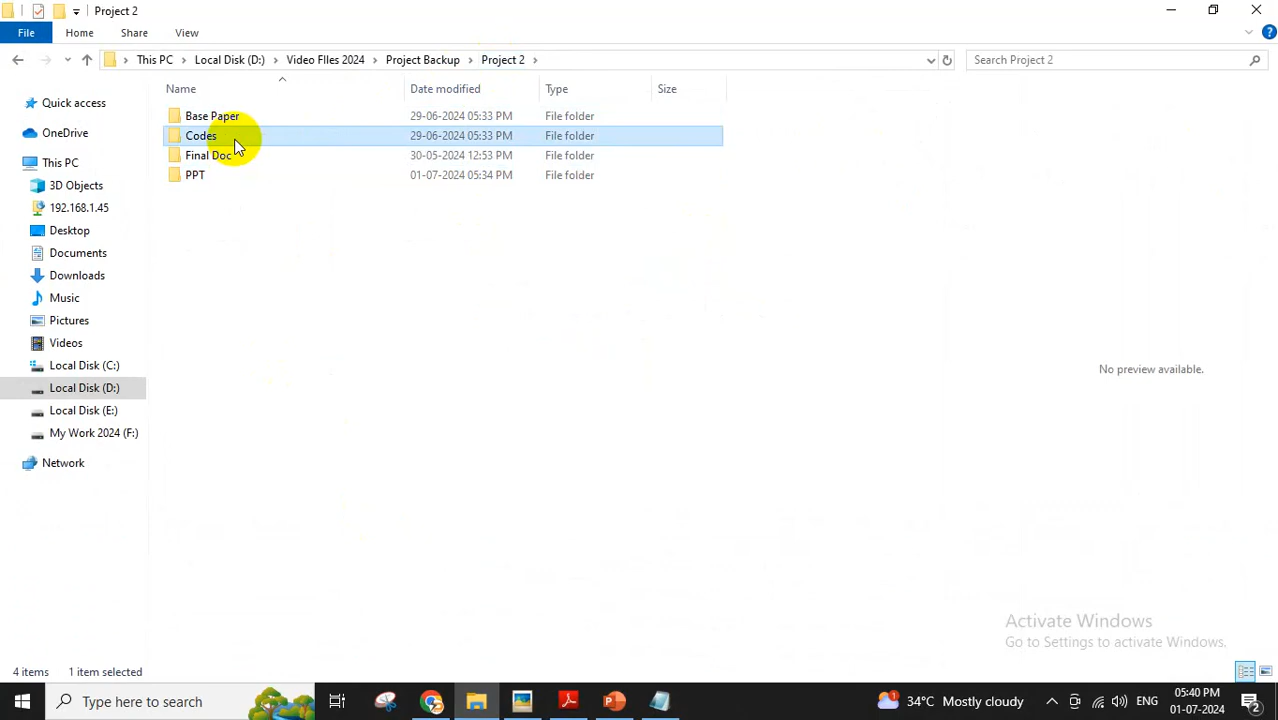 Project 2
File
Home
Share
View
This PC
Local Disk (D:)
Video FIles 2024
Project Backup
Project 2
Search Project 2
Name
Date modified
Type
Size
Base Paper
29-06-2024 05:33 PM
File folder
Codes
29-06-2024 05:33 PM
File folder
Final Doc
30-05-2024 12:53 PM
File folder
PPT
01-07-2024 05:34 PM
File folder
Quick access
OneDrive
This PC
3D Objects
192.168.1.45
Desktop
Documents
Downloads
Music
Pictures
Videos
Local Disk (C:)
Local Disk (D:)
Local Disk (E:)
My Work 2024 (F:)
Network
No preview available.
Activate Windows
Go to Settings to activate Windows.
4 items
1 item selected
Type here to search
1
34°C Mostly cloudy
ENG
05:40 PM
01-07-2024
2